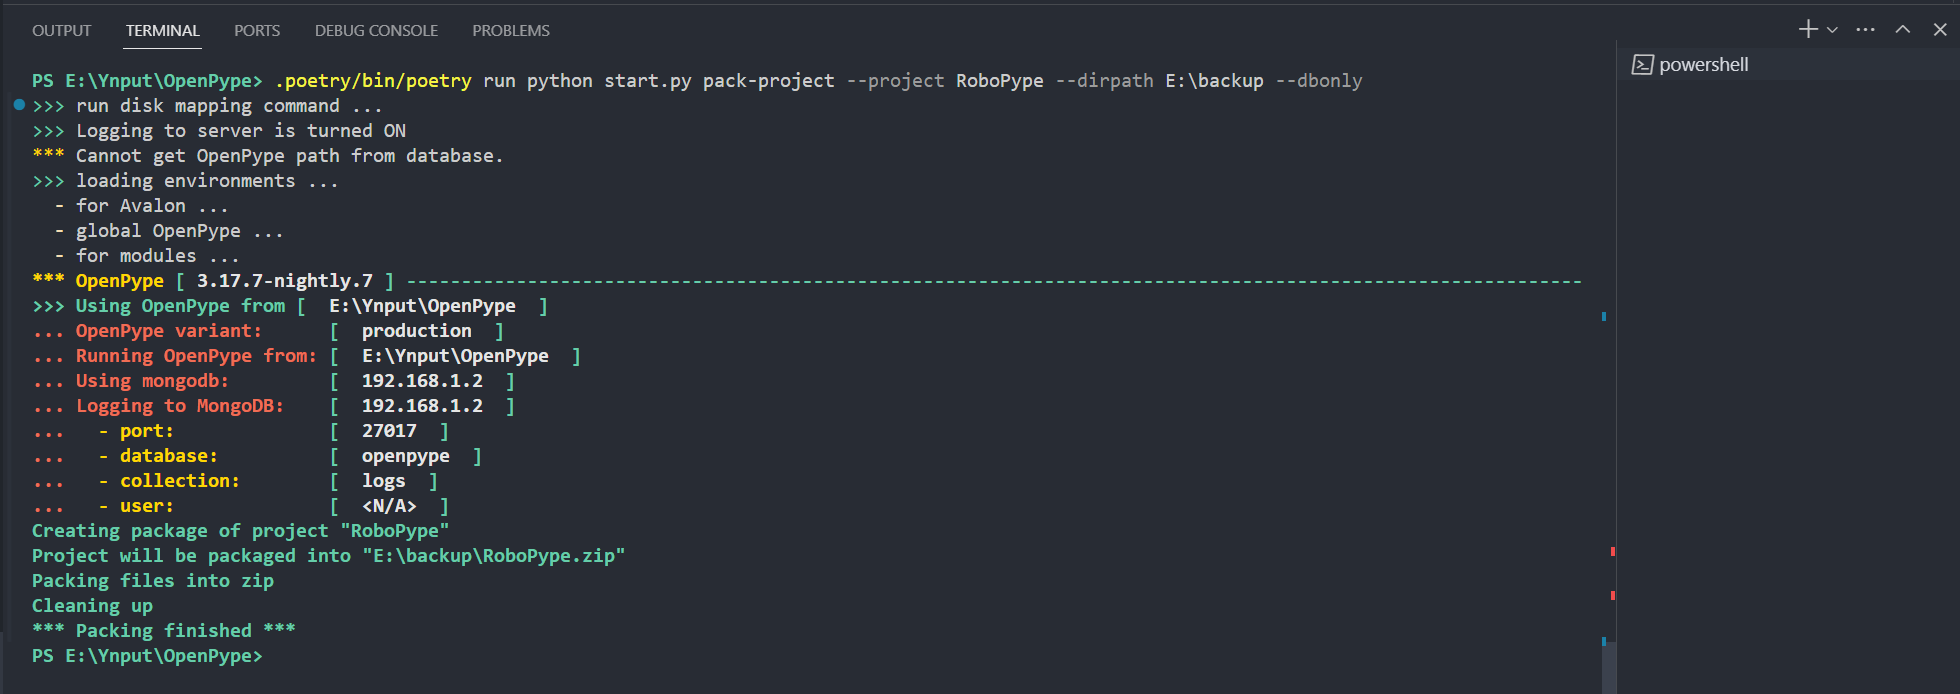 OUTPUT TERMINAL PORTS DEBUG CONSOLE PROBLEMS
powershell
PS E:\Ynput\OpenPype> .poetry/bin/poetry run python start.py pack-project --project RoboPype --dirpath E:\backup --dbonly
>>> run disk mapping command ...
>>> Logging to server is turned ON
*** Cannot get OpenPype path from database.
>>> loading environments ...
  - for Avalon ...
  - global OpenPype ...
  - for modules ...
*** OpenPype [ 3.17.7-nightly.7 ] -----------------------------------------------------------------------------------------------------------
>>> Using OpenPype from [  E:\Ynput\OpenPype  ]
... OpenPype variant:      [  production  ]
... Running OpenPype from: [  E:\Ynput\OpenPype  ]
... Using mongodb:         [  192.168.1.2  ]
... Logging to MongoDB:    [  192.168.1.2  ]
...   - port:              [  27017  ]
...   - database:          [  openpype  ]
...   - collection:        [  logs  ]
...   - user:              [  <N/A>  ]
Creating package of project "RoboPype"
Project will be packaged into "E:\backup\RoboPype.zip"
Packing files into zip
Cleaning up
*** Packing finished ***
PS E:\Ynput\OpenPype>